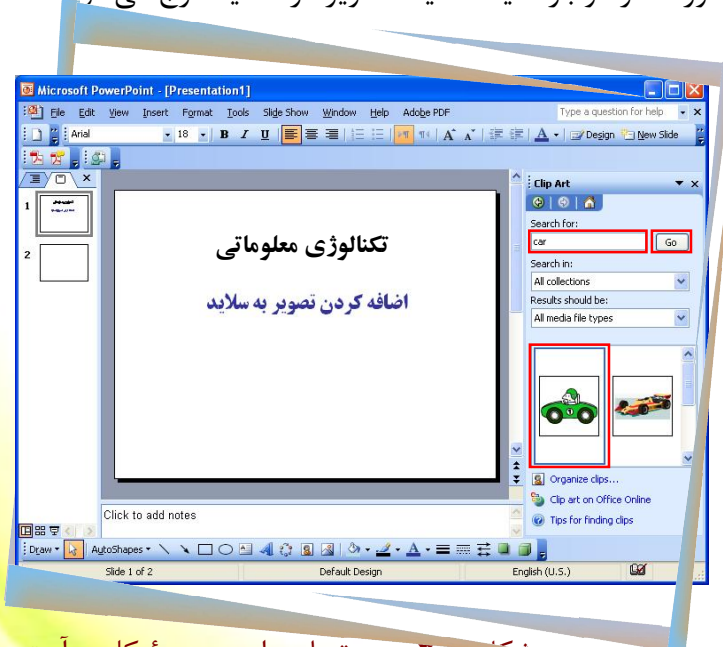 Microsoft PowerPoint - [Presentation1]
File Edit View Insert Format Tools Slide Show Window Help Adobe PDF Type a question for help
Arial 18 B I U Design New Slide
Clip Art
1
2
Search for:
car Go
Search in:
All collections
Results should be:
All media file types
تکنالوژی معلوماتی
اضافه کردن تصویر به سلاید
Organize clips...
Clip art on Office Online
Tips for finding clips
Click to add notes
Draw AutoShapes
Slide 1 of 2 Default Design English (U.S.)